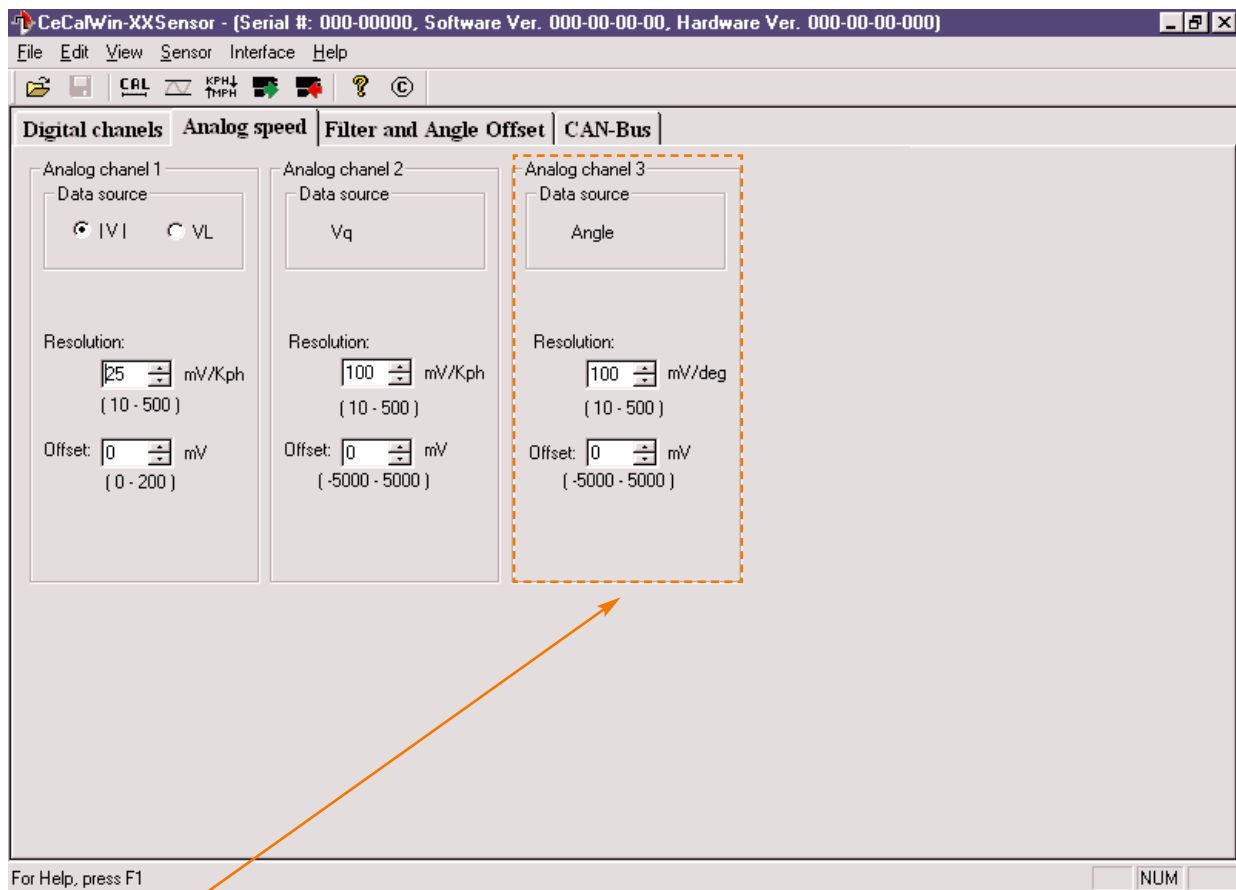 CeCalWin-XXSensor - (Serial #: 000-00000, Software Ver. 000-00-00-00, Hardware Ver. 000-00-00-000)
File Edit View Sensor Interface Help
CAL KPH MPH ? ©
Digital chanels Analog speed Filter and Angle Offset CAN-Bus
Analog chanel 1
Data source
|V| VL
Resolution:
25 mV/Kph
( 10 - 500 )
Offset: 0 mV
( 0 - 200 )
Analog chanel 2
Data source
Vq
Resolution:
100 mV/Kph
( 10 - 500 )
Offset: 0 mV
( -5000 - 5000 )
Analog chanel 3
Data source
Angle
Resolution:
100 mV/deg
( 10 - 500 )
Offset: 0 mV
( -5000 - 5000 )
For Help, press F1
NUM